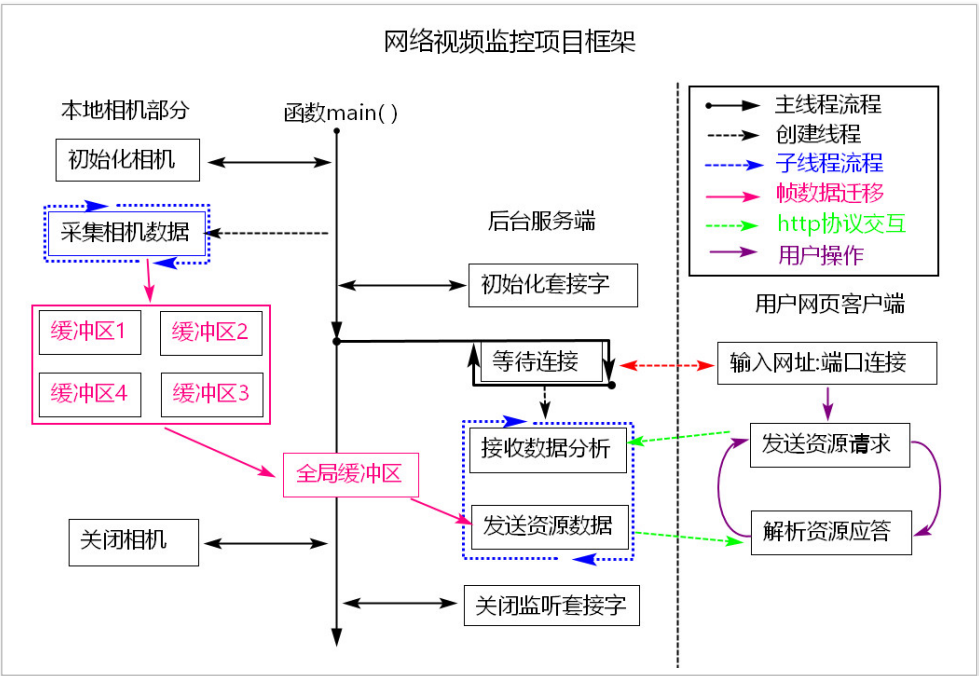 网络视频监控项目框架
本地相机部分
函数main( )
初始化相机
采集相机数据
缓冲区1
缓冲区2
缓冲区4
缓冲区3
全局缓冲区
关闭相机
后台服务端
初始化套接字
等待连接
接收数据分析
发送资源数据
关闭监听套接字
主线程流程
创建线程
子线程流程
帧数据迁移
http协议交互
用户操作
用户网页客户端
输入网址:端口连接
发送资源请求
解析资源应答